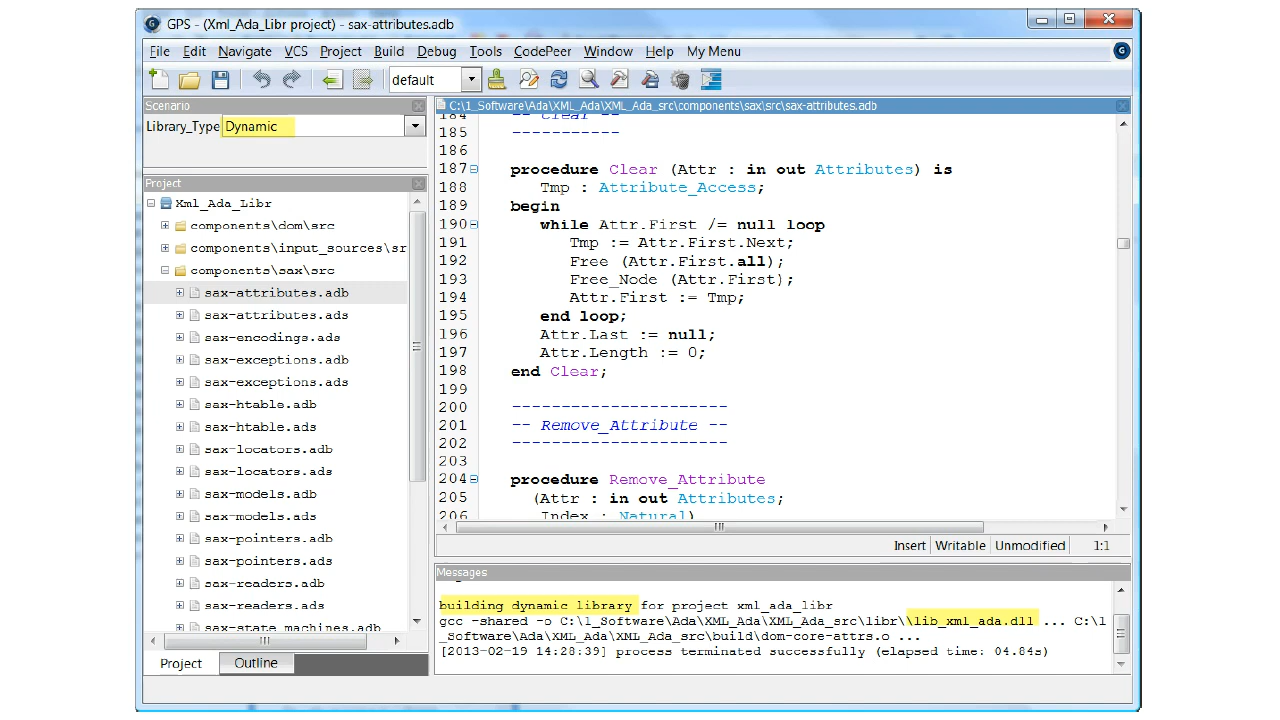 GPS - (Xml_Ada_Libr project) - sax-attributes.adb
File Edit Navigate VCS Project Build Debug Tools CodePeer Window Help My Menu
default
Scenario
Library_Type Dynamic
Project
Xml_Ada_Libr
components\dom\src
components\input_sources\sr
components\sax\src
sax-attributes.adb
sax-attributes.ads
sax-encodings.ads
sax-exceptions.adb
sax-exceptions.ads
sax-htable.adb
sax-htable.ads
sax-locators.adb
sax-locators.ads
sax-models.adb
sax-models.ads
sax-pointers.adb
sax-pointers.ads
sax-readers.adb
sax-readers.ads
sax-state_machines.adb
Project Outline
C:\1_Software\Ada\XML_Ada\XML_Ada_src\components\sax\src\sax-attributes.adb
184 -- Clear --
185 -----------
186
187 procedure Clear (Attr : in out Attributes) is
188 Tmp : Attribute_Access;
189 begin
190 while Attr.First /= null loop
191 Tmp := Attr.First.Next;
192 Free (Attr.First.all);
193 Free_Node (Attr.First);
194 Attr.First := Tmp;
195 end loop;
196 Attr.Last := null;
197 Attr.Length := 0;
198 end Clear;
199
200 ----------------------
201 -- Remove_Attribute --
202 ----------------------
203
204 procedure Remove_Attribute
205 (Attr : in out Attributes;
206 Index : Natural)
Insert Writable Unmodified 1:1
Messages
building dynamic library for project xml_ada_libr
gcc -shared -o C:\1_Software\Ada\XML_Ada\XML_Ada_src\libr\\lib_xml_ada.dll ... C:\1
_Software\Ada\XML_Ada\XML_Ada_src\build\dom-core-attrs.o ...
[2013-02-19 14:28:39] process terminated successfully (elapsed time: 04.84s)